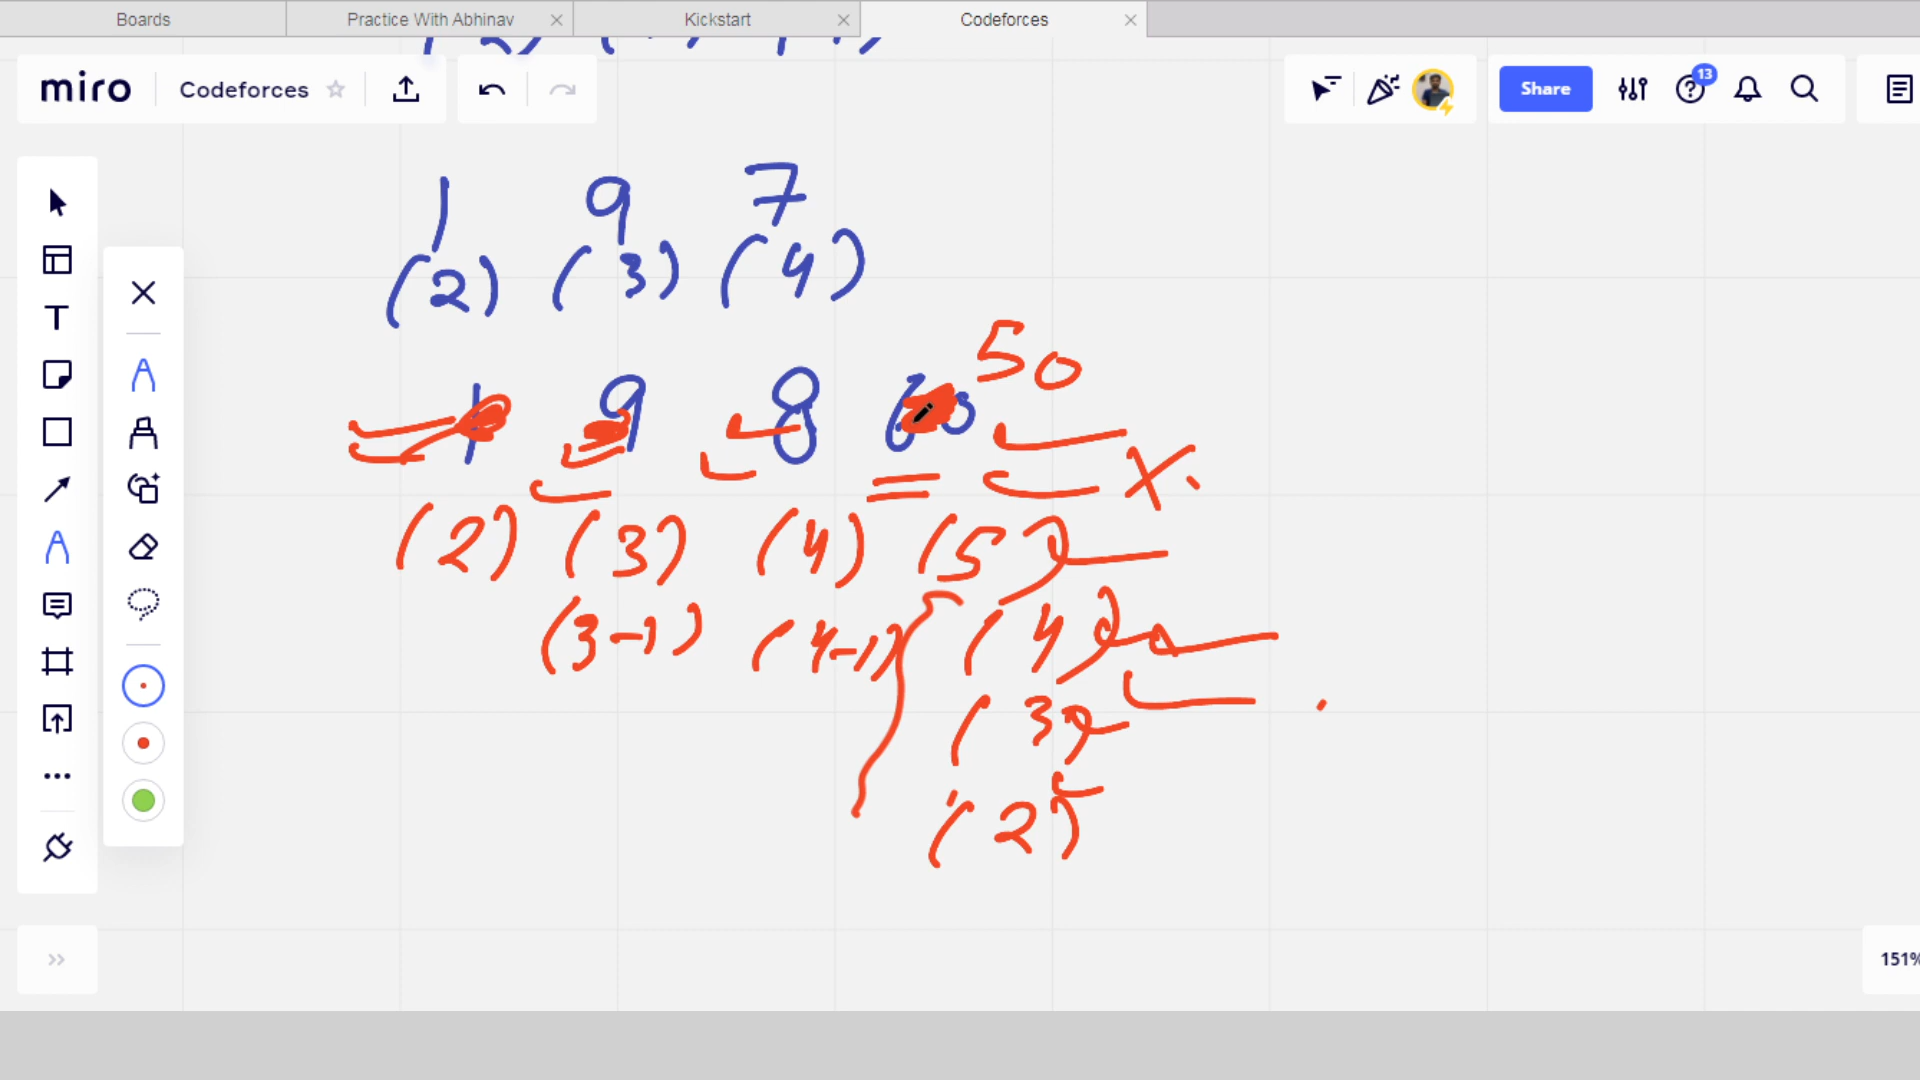 Boards Practice With Abhinav Kickstart Codeforces
miro Codeforces Share 13
1 9 7
(2) (3) (4)
50
1 9 8
(2) (3) (4) (5)
(3-1) (4-1) (4)
(3)
(2)
T
151%